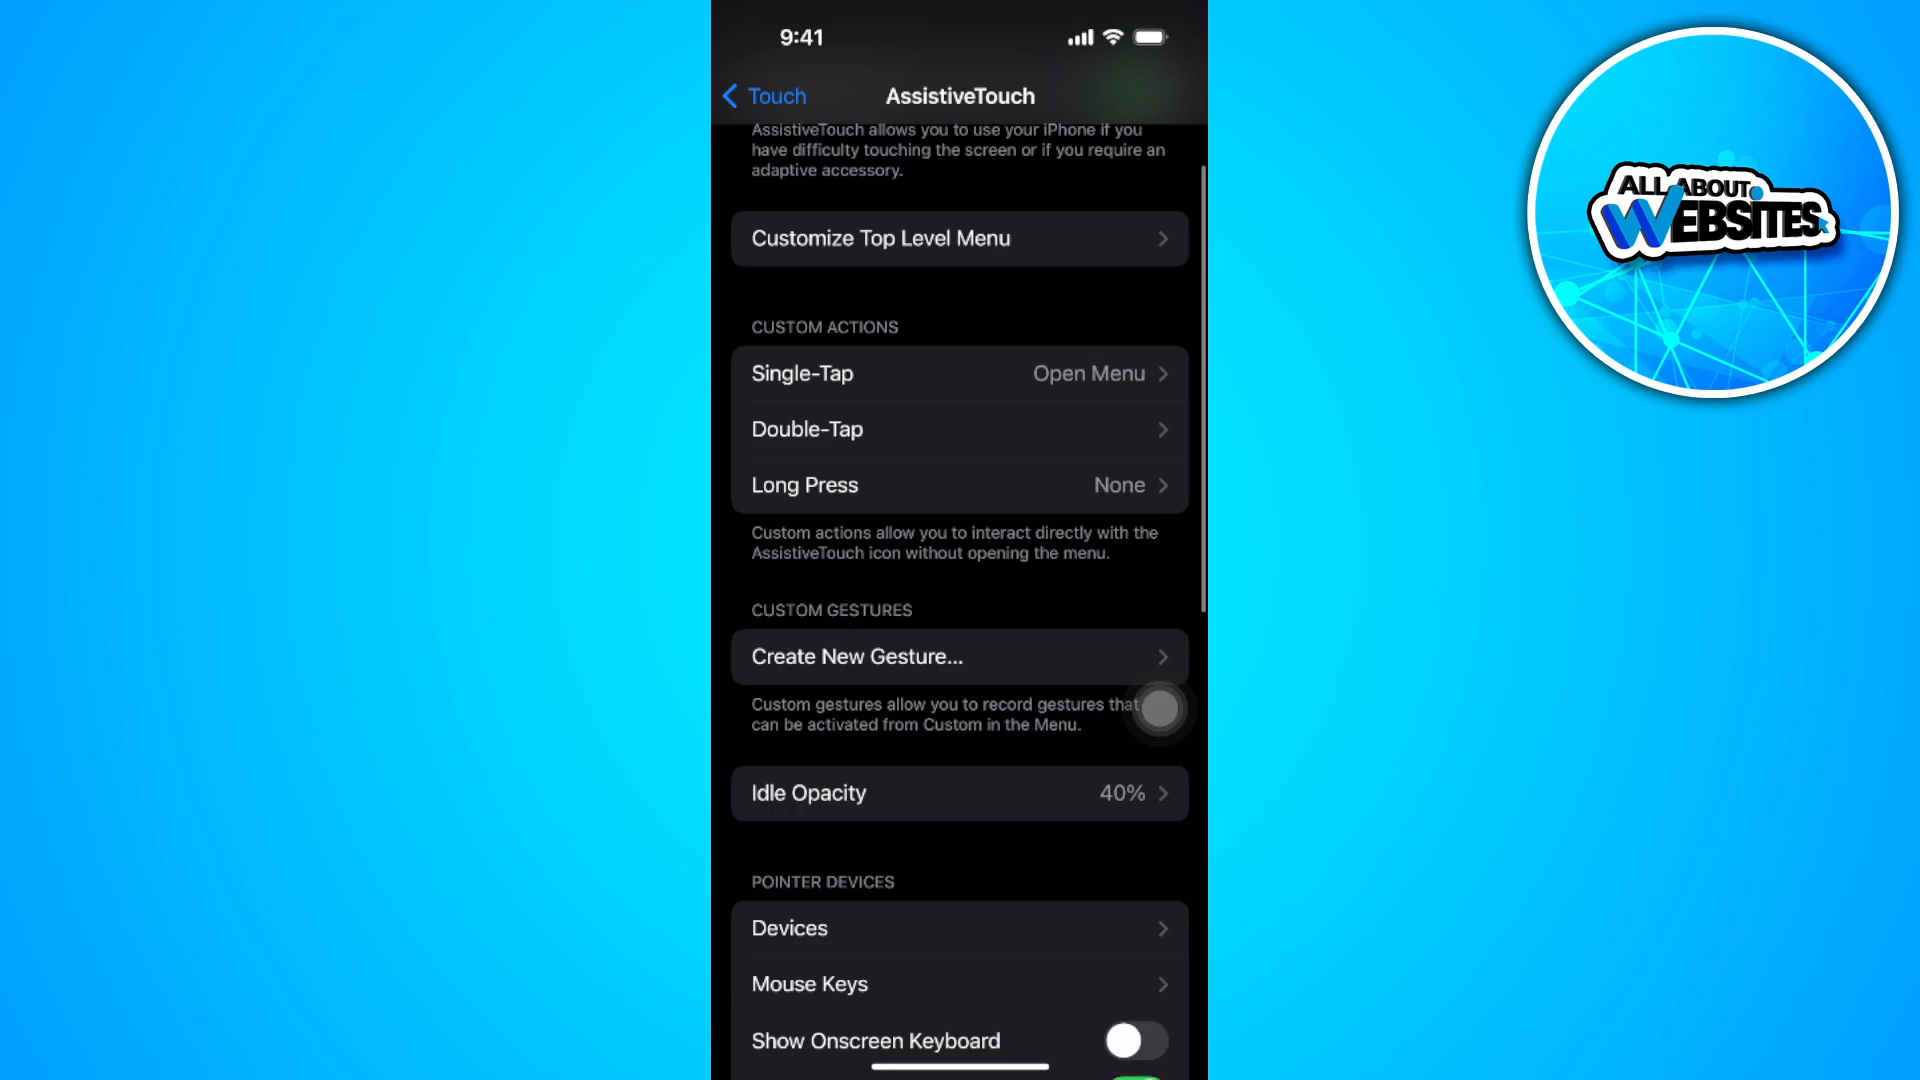 9:41
Touch
AssistiveTouch
AssistiveTouch allows you to use your iPhone if you
have difficulty touching the screen or if you require an
adaptive accessory.
Customize Top Level Menu
CUSTOM ACTIONS
Single-Tap Open Menu
Double-Tap
Long Press None
Custom actions allow you to interact directly with the
AssistiveTouch icon without opening the menu.
CUSTOM GESTURES
Create New Gesture...
Custom gestures allow you to record gestures that
can be activated from Custom in the Menu.
Idle Opacity 40%
POINTER DEVICES
Devices
Mouse Keys
Show Onscreen Keyboard
ALL ABOUT
WEBSITES